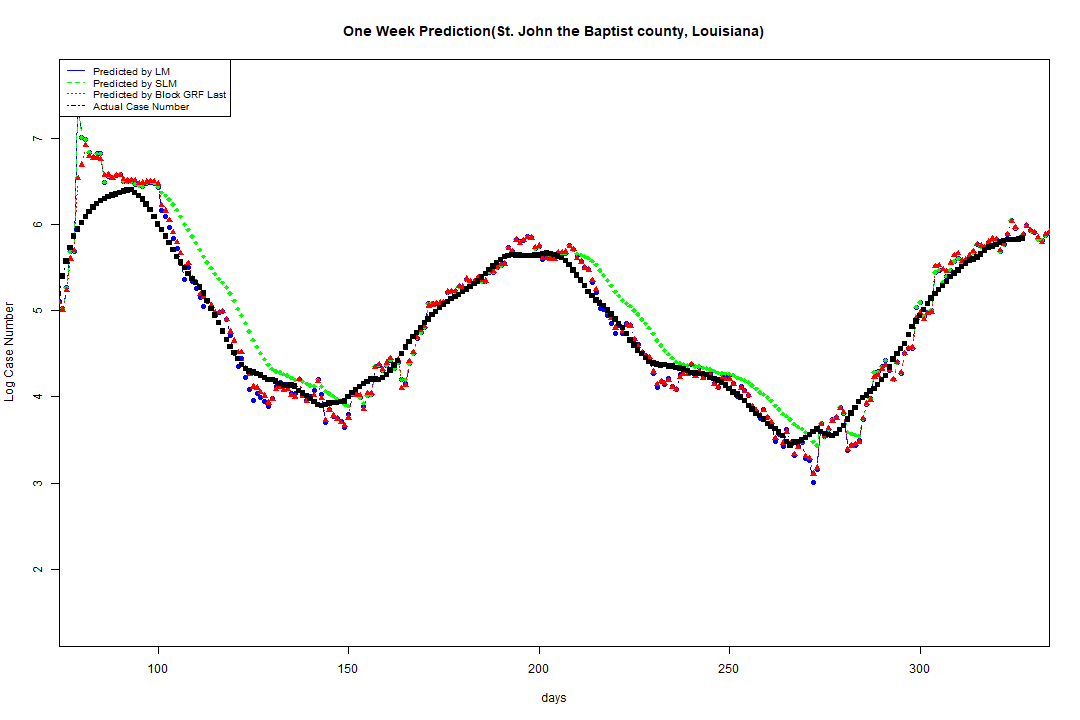 One Week Prediction(St. John the Baptist county, Louisiana)
Predicted by LM
Predicted by SLM
Predicted by Block GRF Last
Actual Case Number
Log Case Number
7
6
5
4
3
2
100 150 200 250 300
days